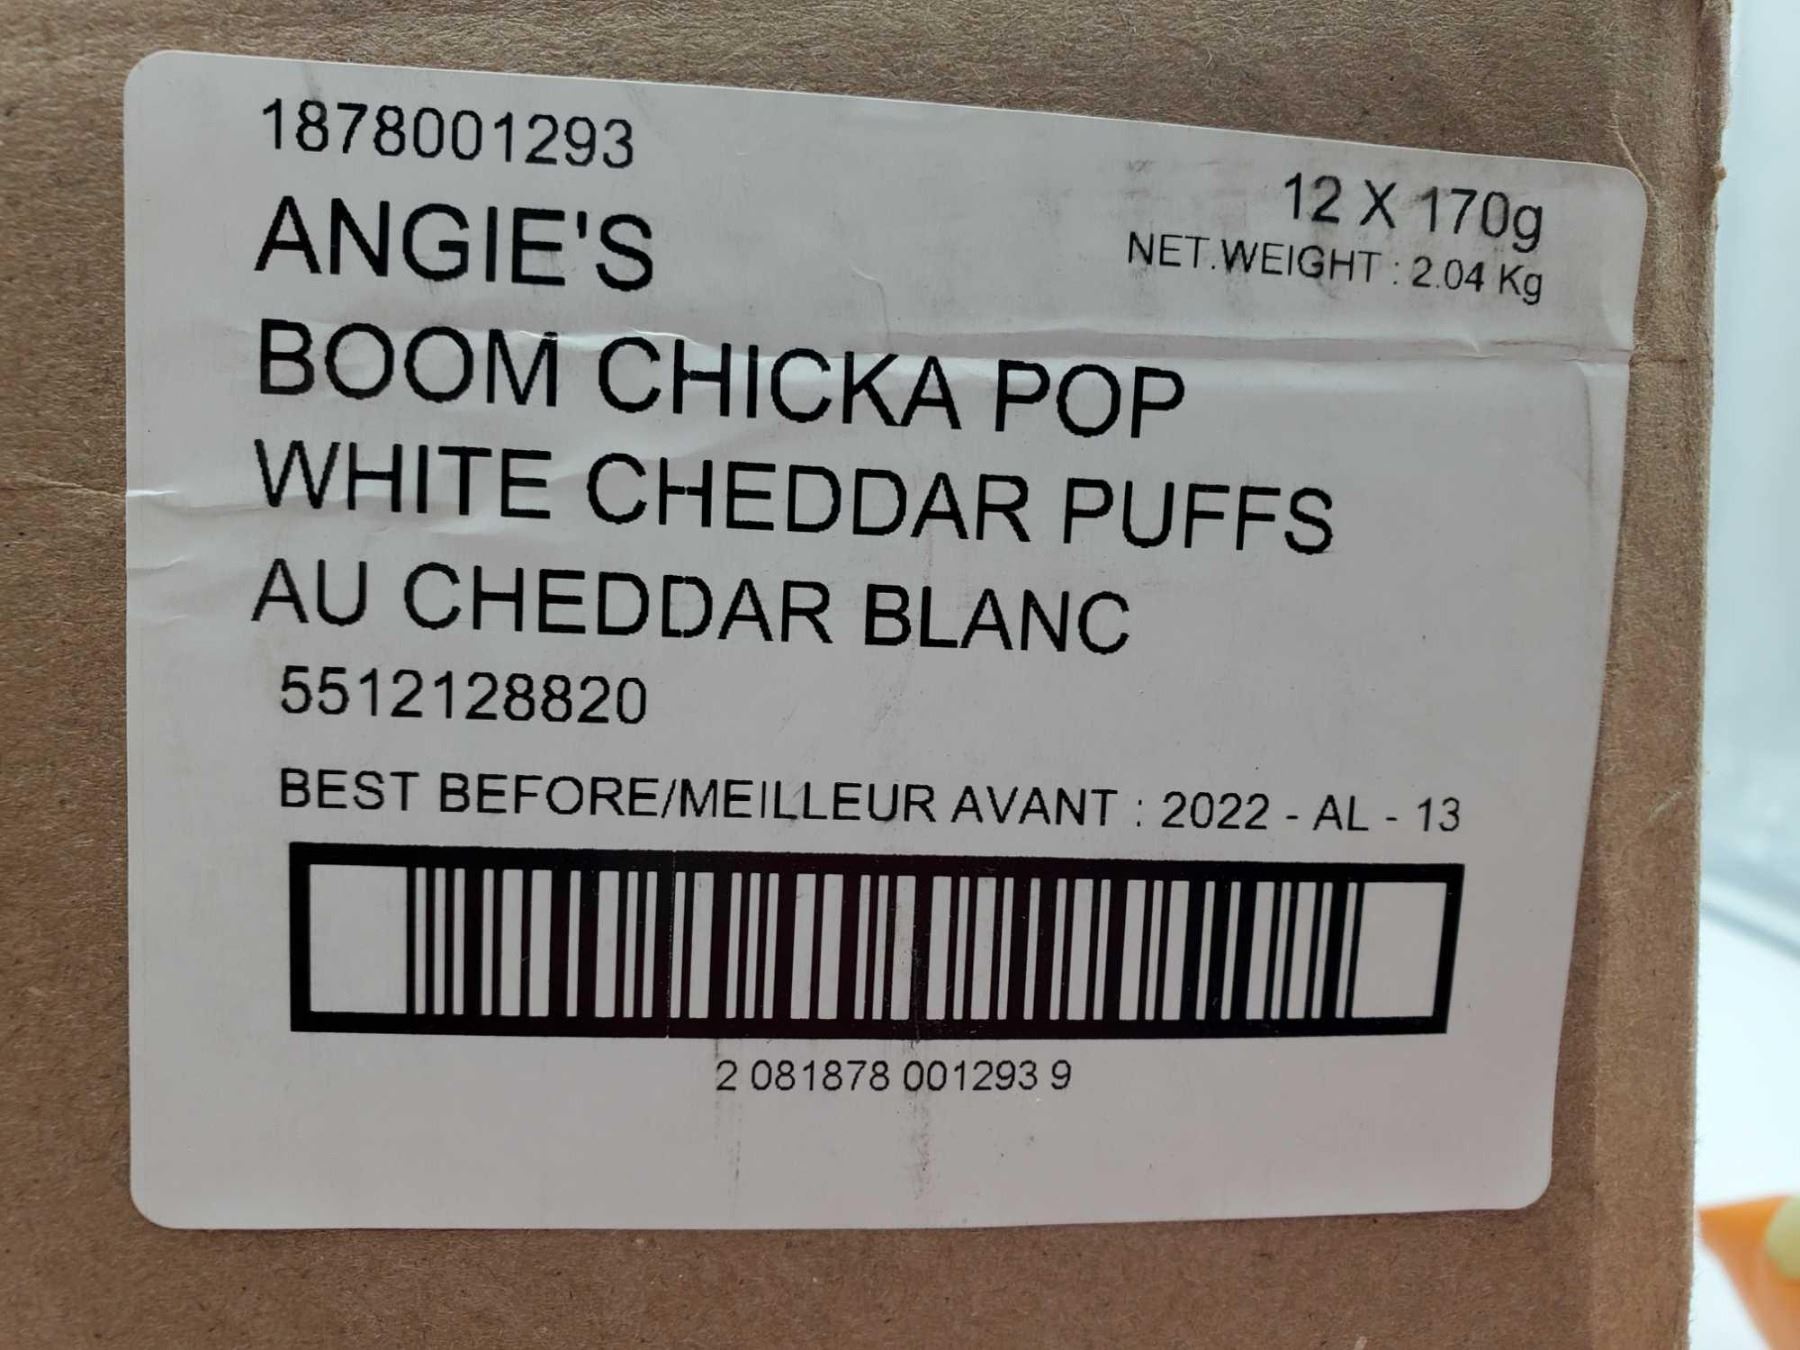 1878001293
12 X 170g
NET.WEIGHT : 2.04 Kg
ANGIE'S
BOOM CHICKA POP
WHITE CHEDDAR PUFFS
AU CHEDDAR BLANC
5512128820
BEST BEFORE/MEILLEUR AVANT : 2022 - AL - 13
2 081878 001293 9